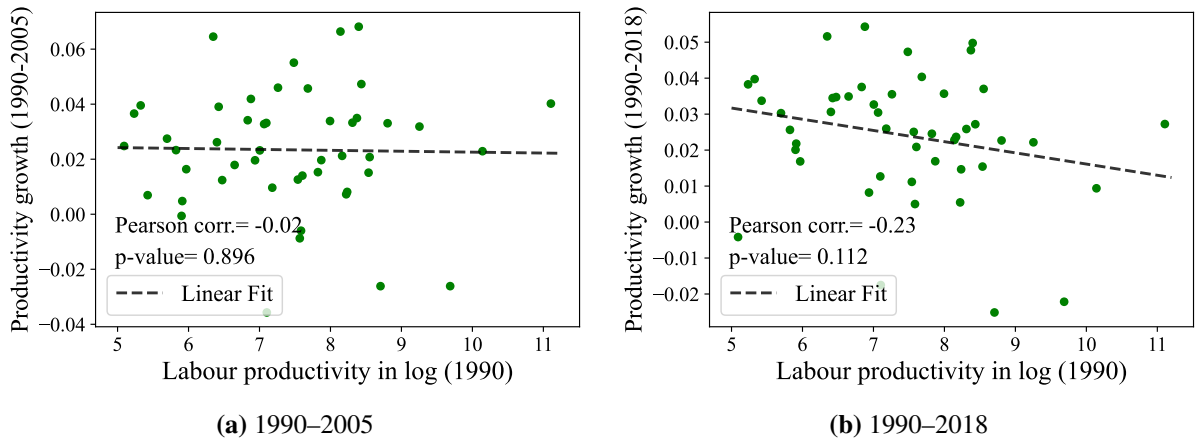 Productivity growth (1990-2005)
0.06
0.04
0.02
0.00
−0.02
−0.04
Pearson corr.= -0.02
p-value= 0.896
Linear Fit
5 6 7 8 9 10 11
Labour productivity in log (1990)
(a) 1990–2005
Productivity growth (1990-2018)
0.05
0.04
0.03
0.02
0.01
0.00
−0.01
−0.02
Pearson corr.= -0.23
p-value= 0.112
Linear Fit
5 6 7 8 9 10 11
Labour productivity in log (1990)
(b) 1990–2018